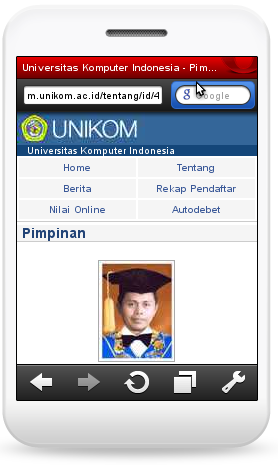 Universitas Komputer Indonesia - Pim...
m.unikom.ac.id/tentang/id/4
g Google
UNIKOM
Universitas Komputer Indonesia
Home
Tentang
Berita
Rekap Pendaftar
Nilai Online
Autodebet
Pimpinan